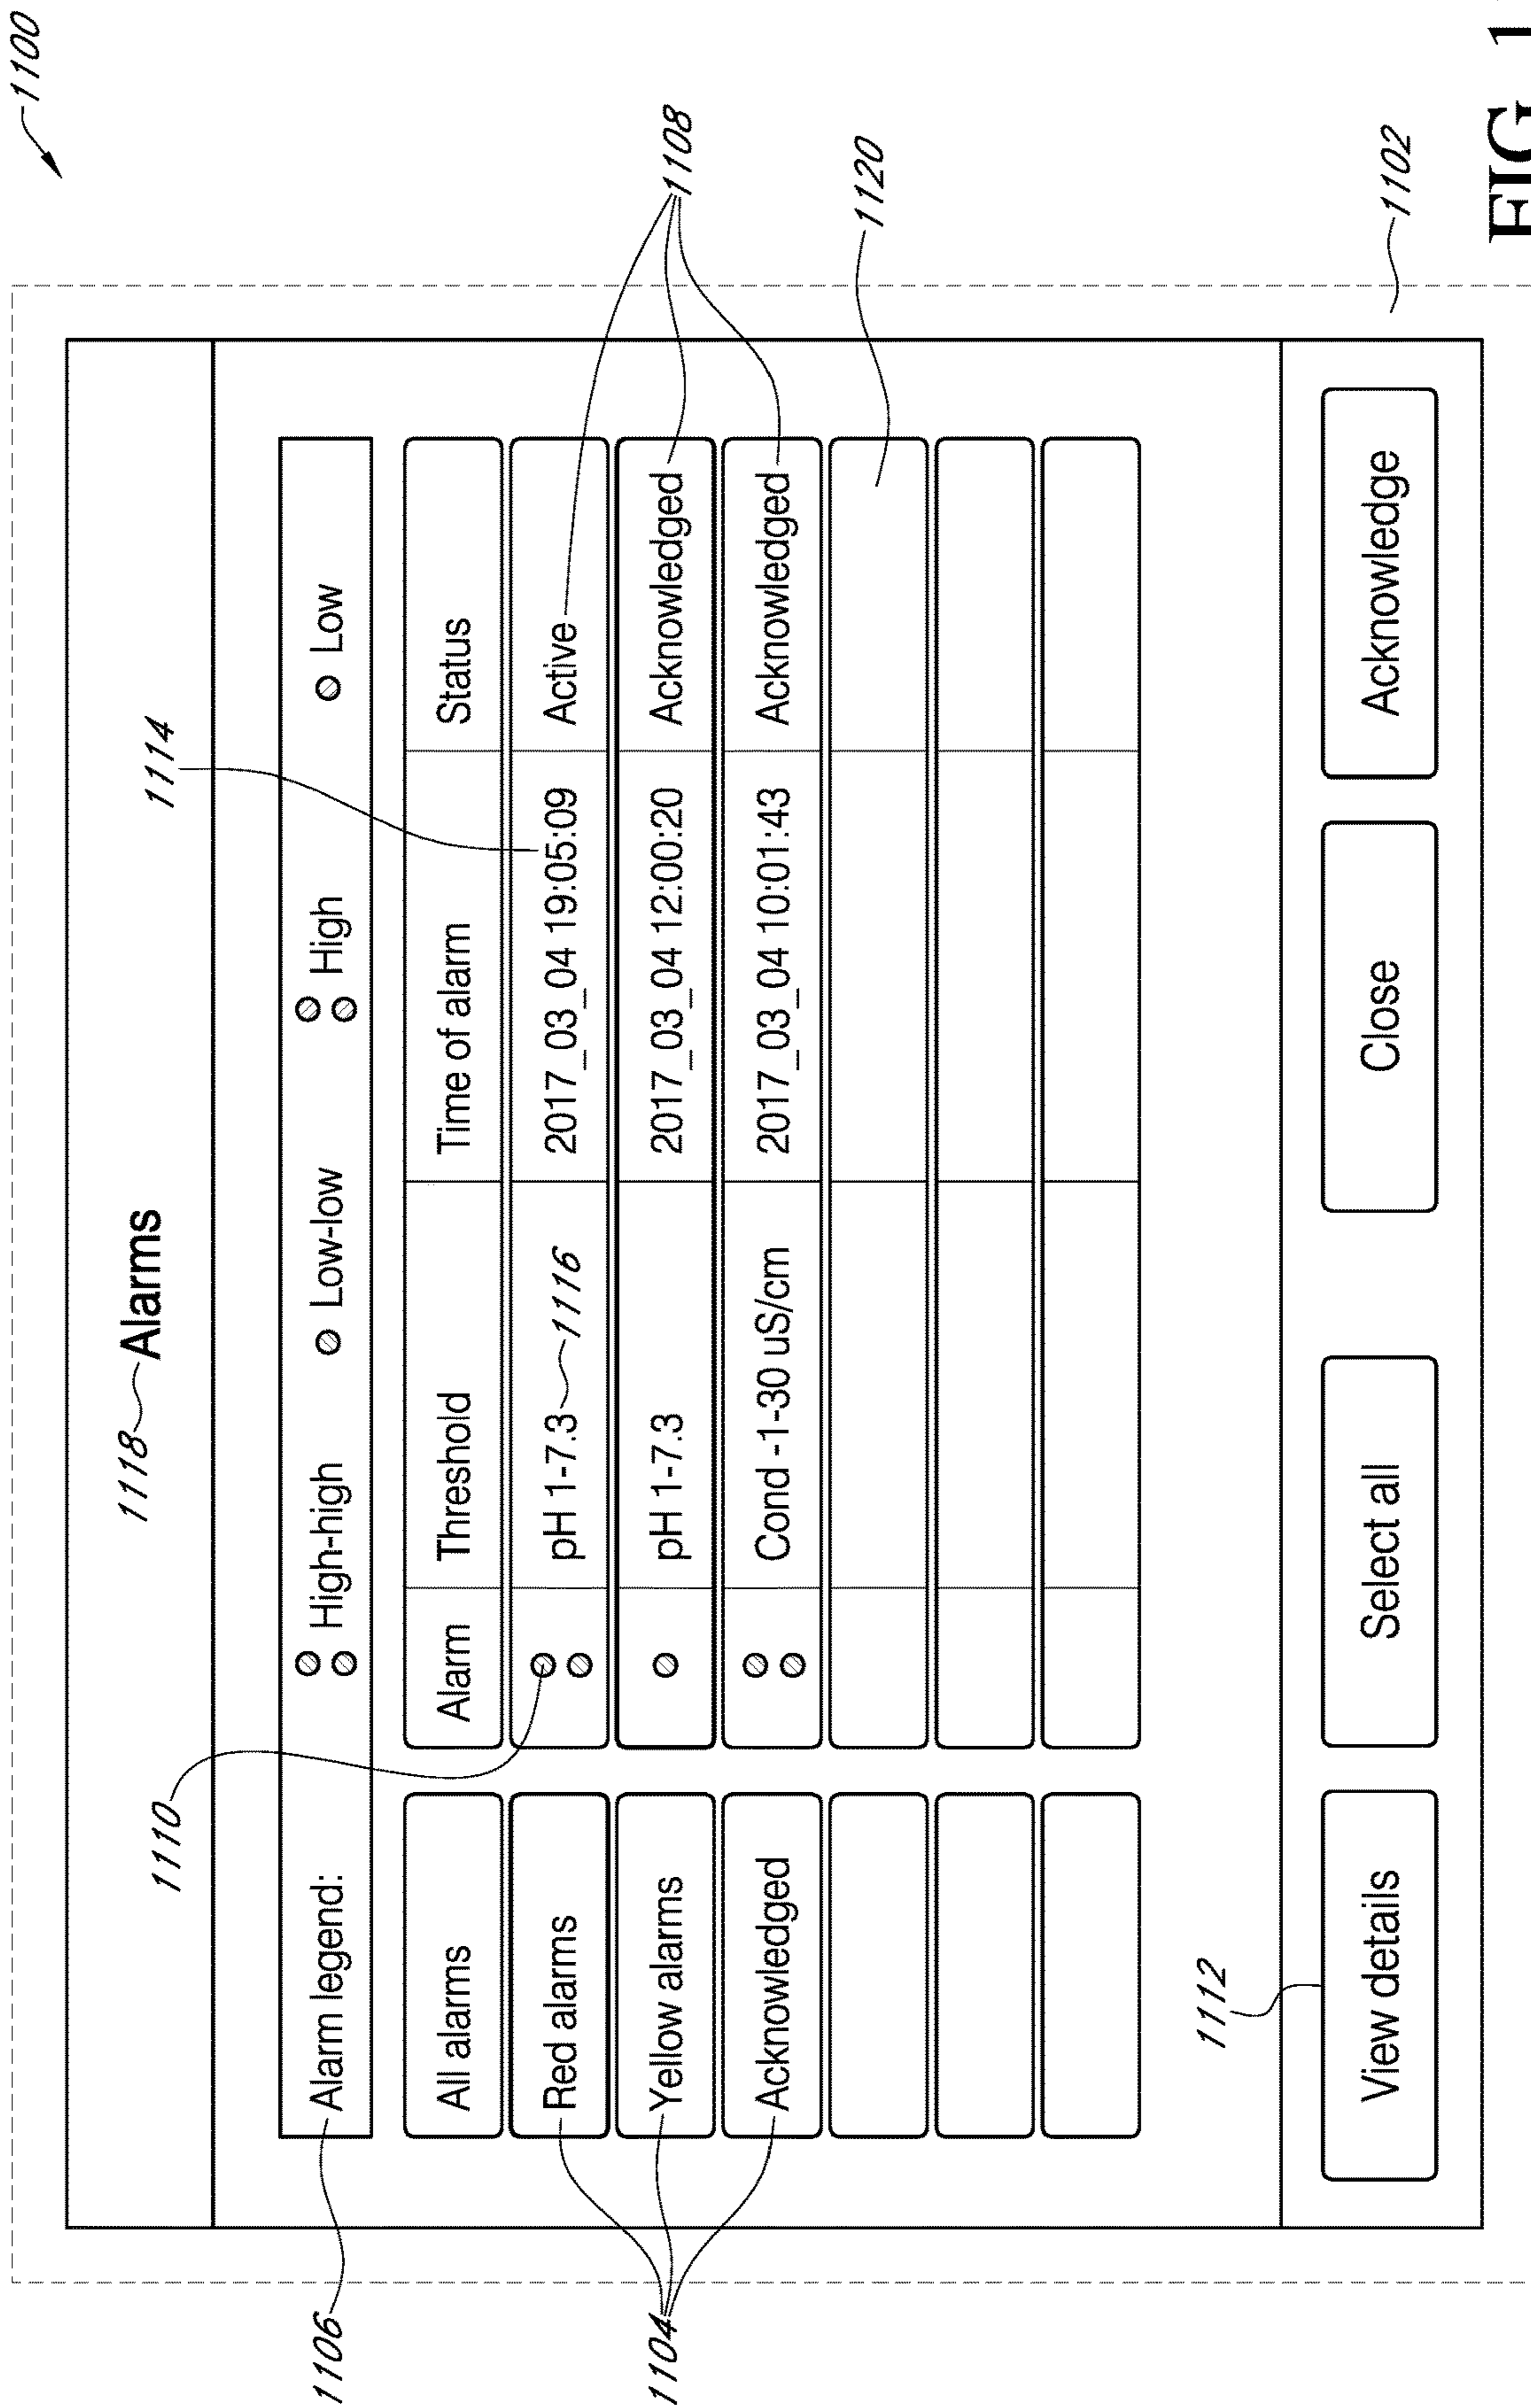 1100
1118 Alarms
1114
1110
1106
Alarm legend: High-high Low-low High Low
All alarms Alarm Threshold Time of alarm Status
Red alarms pH 1-7.3 1116 2017_03_04 19:05:09 Active
Yellow alarms pH 1-7.3 2017_03_04 12:00:20 Acknowledged
Acknowledged Cond -1-30 uS/cm 2017_03_04 10:01:43 Acknowledged
1104
1108
1120
1112
View details Select all Close Acknowledge
1102